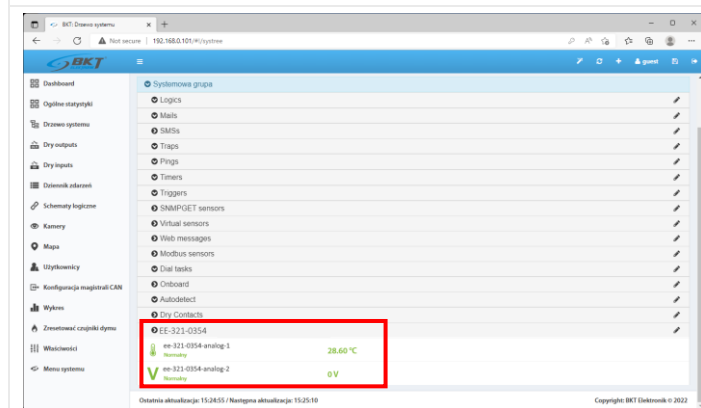 BKT: Drzewo systemu
Not secure | 192.168.0.101/#!/systree
BKT
guest
Dashboard
Ogólne statystyki
Drzewo systemu
Dry outputs
Dry inputs
Dziennik zdarzeń
Schematy logiczne
Kamery
Mapa
Użytkownicy
Konfiguracja magistrali CAN
Wykres
Zresetować czujniki dymu
Właściwości
Menu systemu
Systemowa grupa
Logics
Mails
SMSs
Traps
Pings
Timers
Triggers
SNMPGET sensors
Virtual sensors
Web messages
Modbus sensors
Dial tasks
Onboard
Autodetect
Dry Contacts
EE-321-0354
ee-321-0354-analog-1
Normalny
28.60 °C
ee-321-0354-analog-2
Normalny
0 V
Ostatnia aktualizacja: 15:24:55 / Następna aktualizacja: 15:25:10
Copyright: BKT Elektronik © 2022